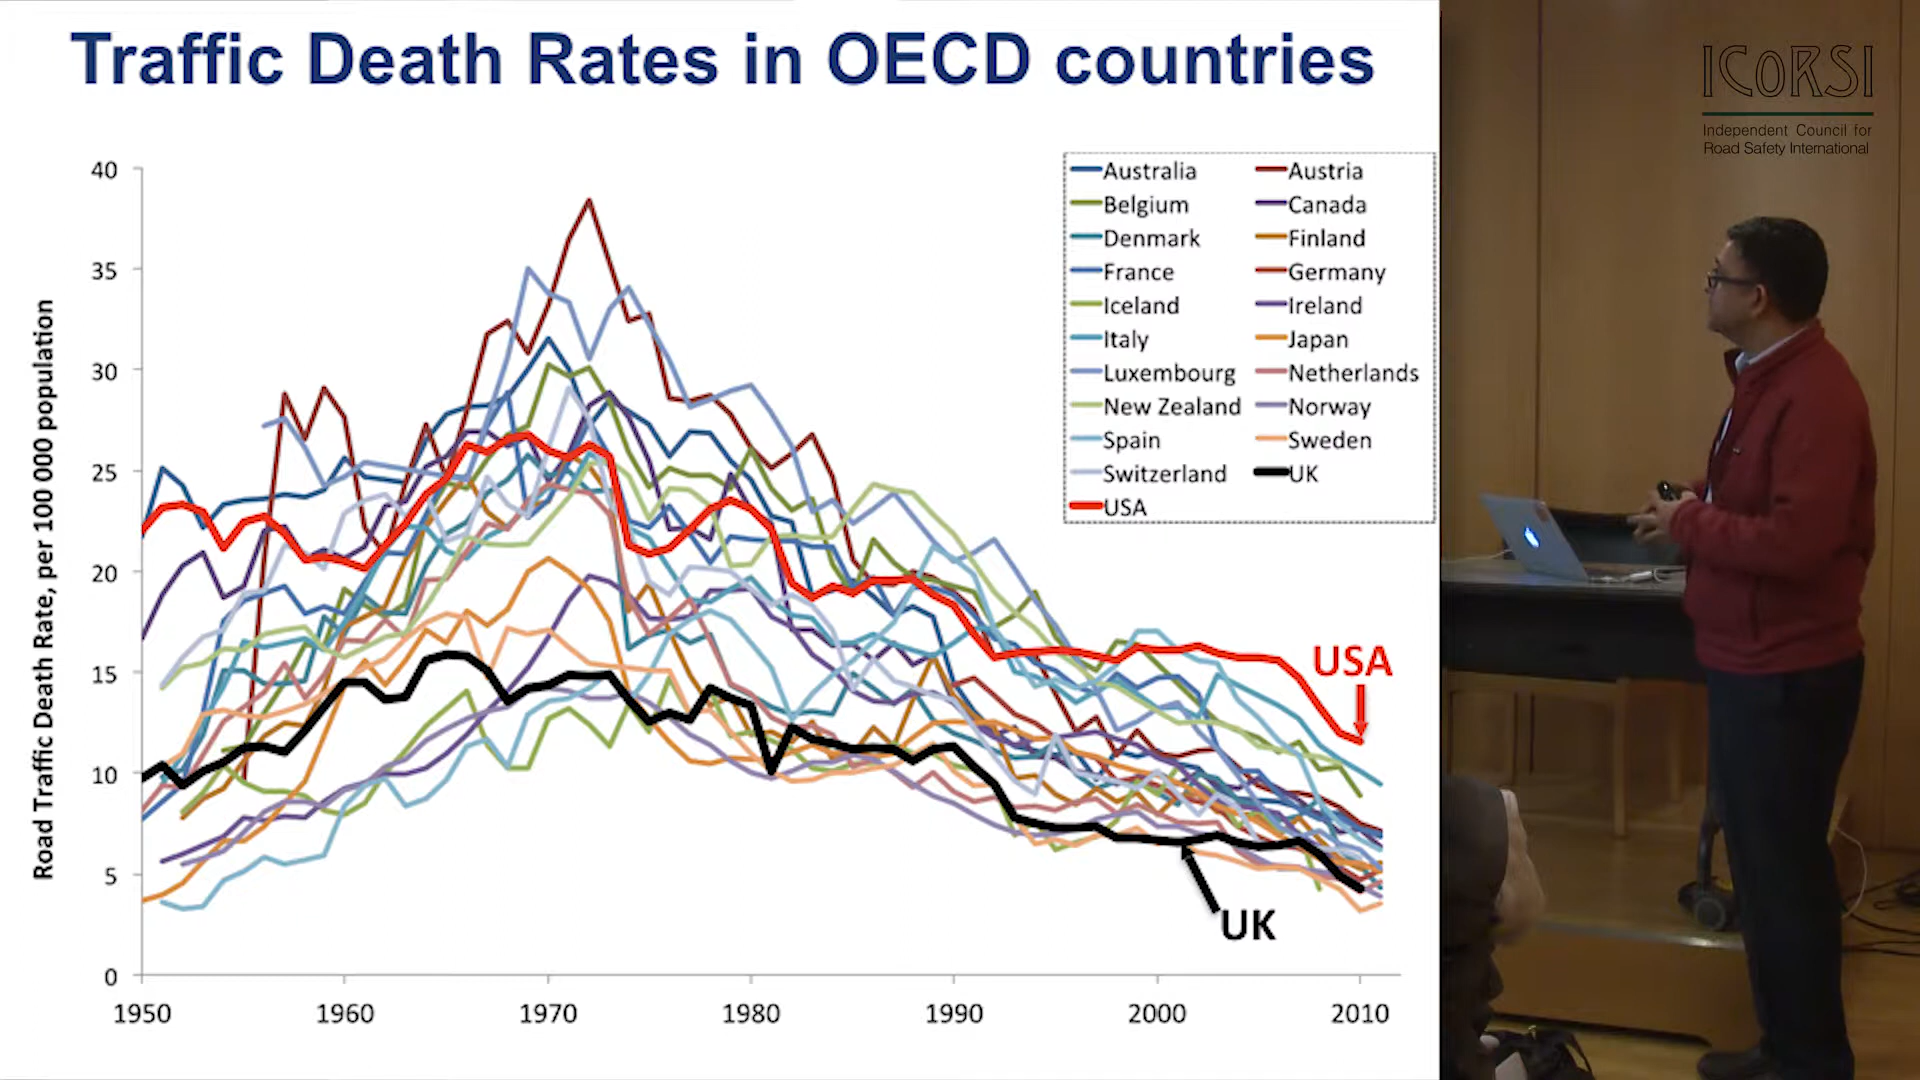 Traffic Death Rates in OECD countries
ICoRSI
Independent Council for
Road Safety International
Road Traffic Death Rate, per 100 000 population
40
35
30
25
20
15
10
5
0
1950 1960 1970 1980 1990 2000 2010
Australia Austria
Belgium Canada
Denmark Finland
France Germany
Iceland Ireland
Italy Japan
Luxembourg Netherlands
New Zealand Norway
Spain Sweden
Switzerland UK
USA
USA
UK